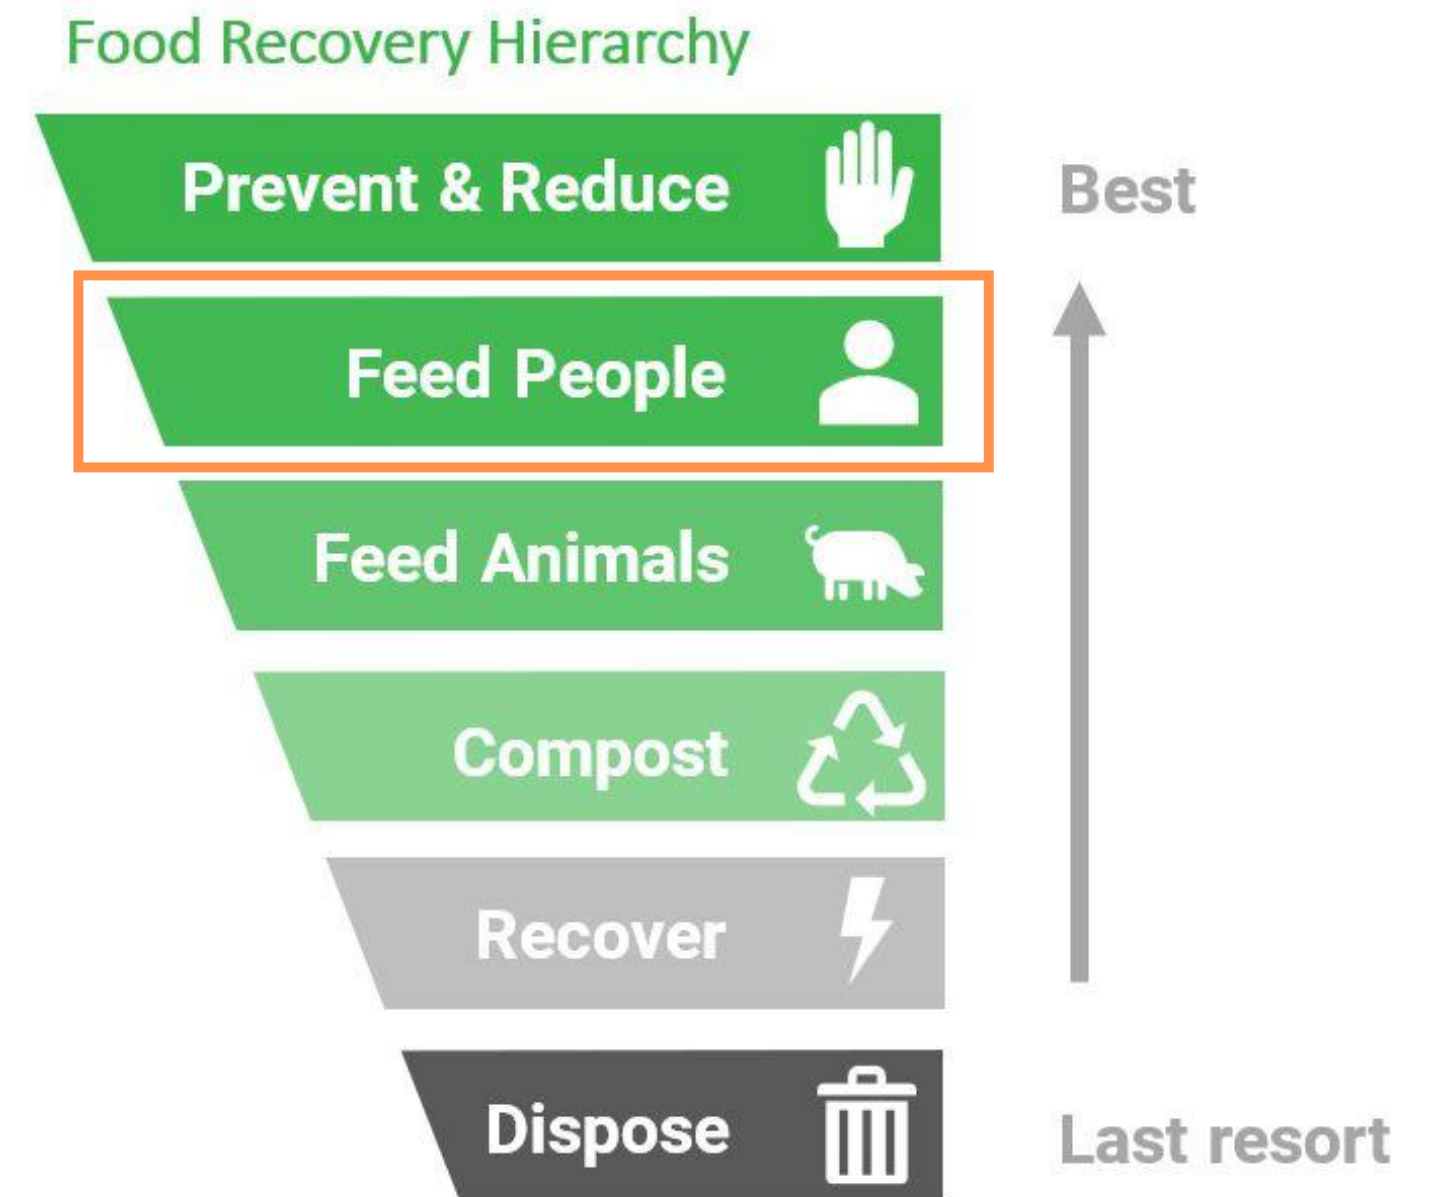 Food Recovery Hierarchy
Prevent & Reduce
Best
Feed People
Feed Animals
Compost
Recover
Dispose
Last resort